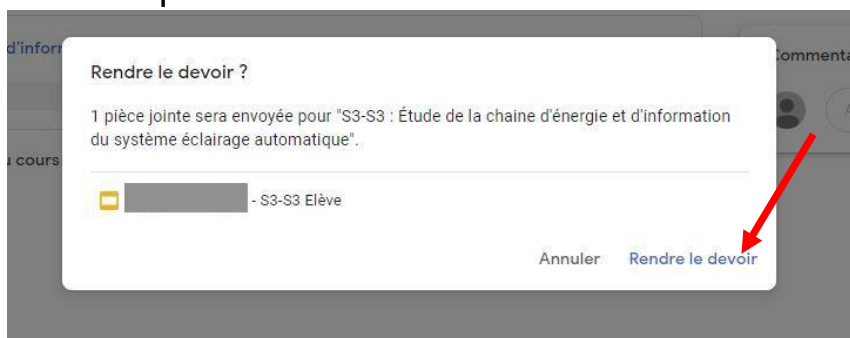 d'inform
Commenta
Rendre le devoir ?
1 pièce jointe sera envoyée pour "S3-S3 : Étude de la chaine d'énergie et d'information
du système éclairage automatique".
u cours
- S3-S3 Elève
Annuler Rendre le devoir